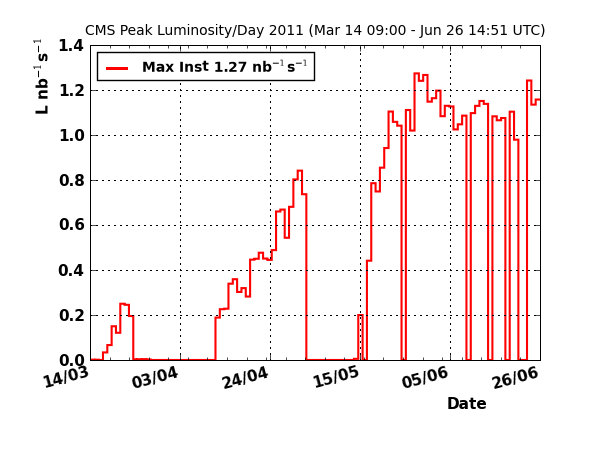 CMS Peak Luminosity/Day 2011 (Mar 14 09:00 - Jun 26 14:51 UTC)
L nb⁻¹ s⁻¹
Max Inst 1.27 nb⁻¹ s⁻¹
1.4
1.2
1.0
0.8
0.6
0.4
0.2
0.0
14/03 03/04 24/04 15/05 05/06 26/06
Date